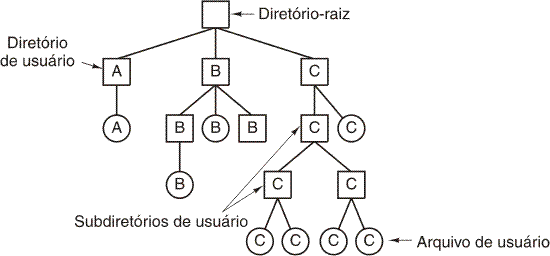 Diretório-raiz
Diretório
de usuário
A B C
A B B B C C
B C C
Subdiretórios de usuário
C C C C
Arquivo de usuário